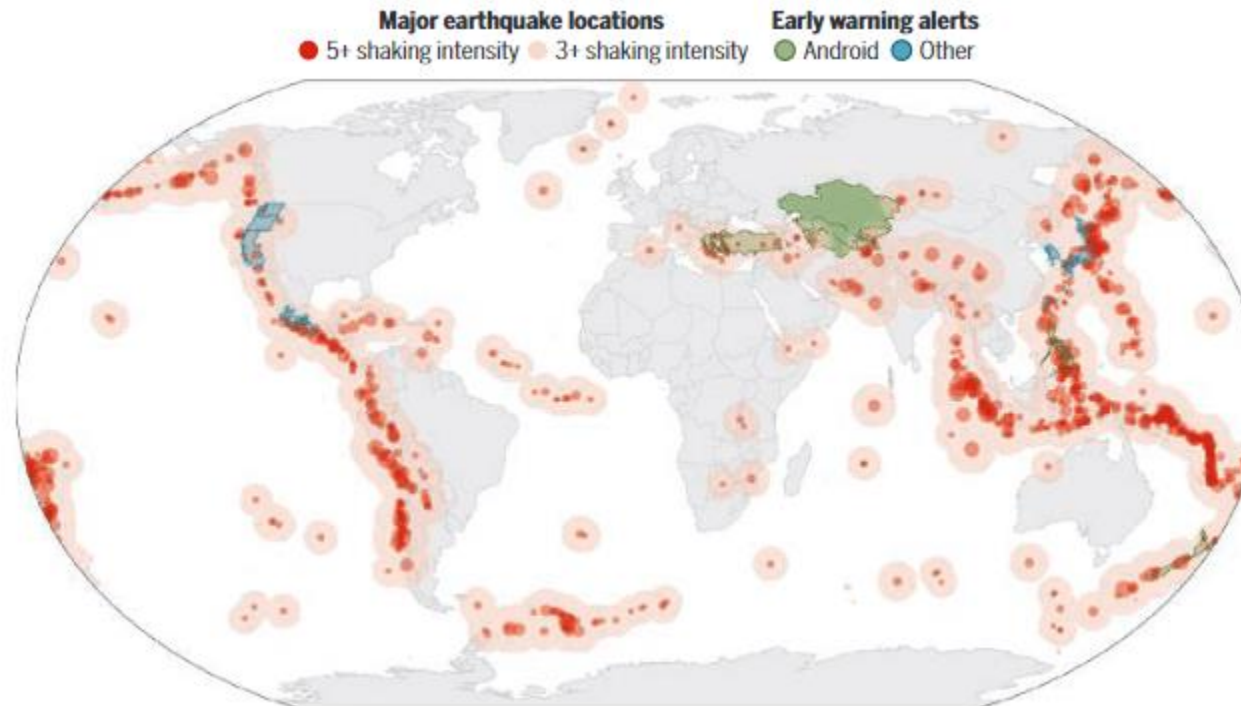 Major earthquake locations Early warning alerts
5+ shaking intensity 3+ shaking intensity Android Other